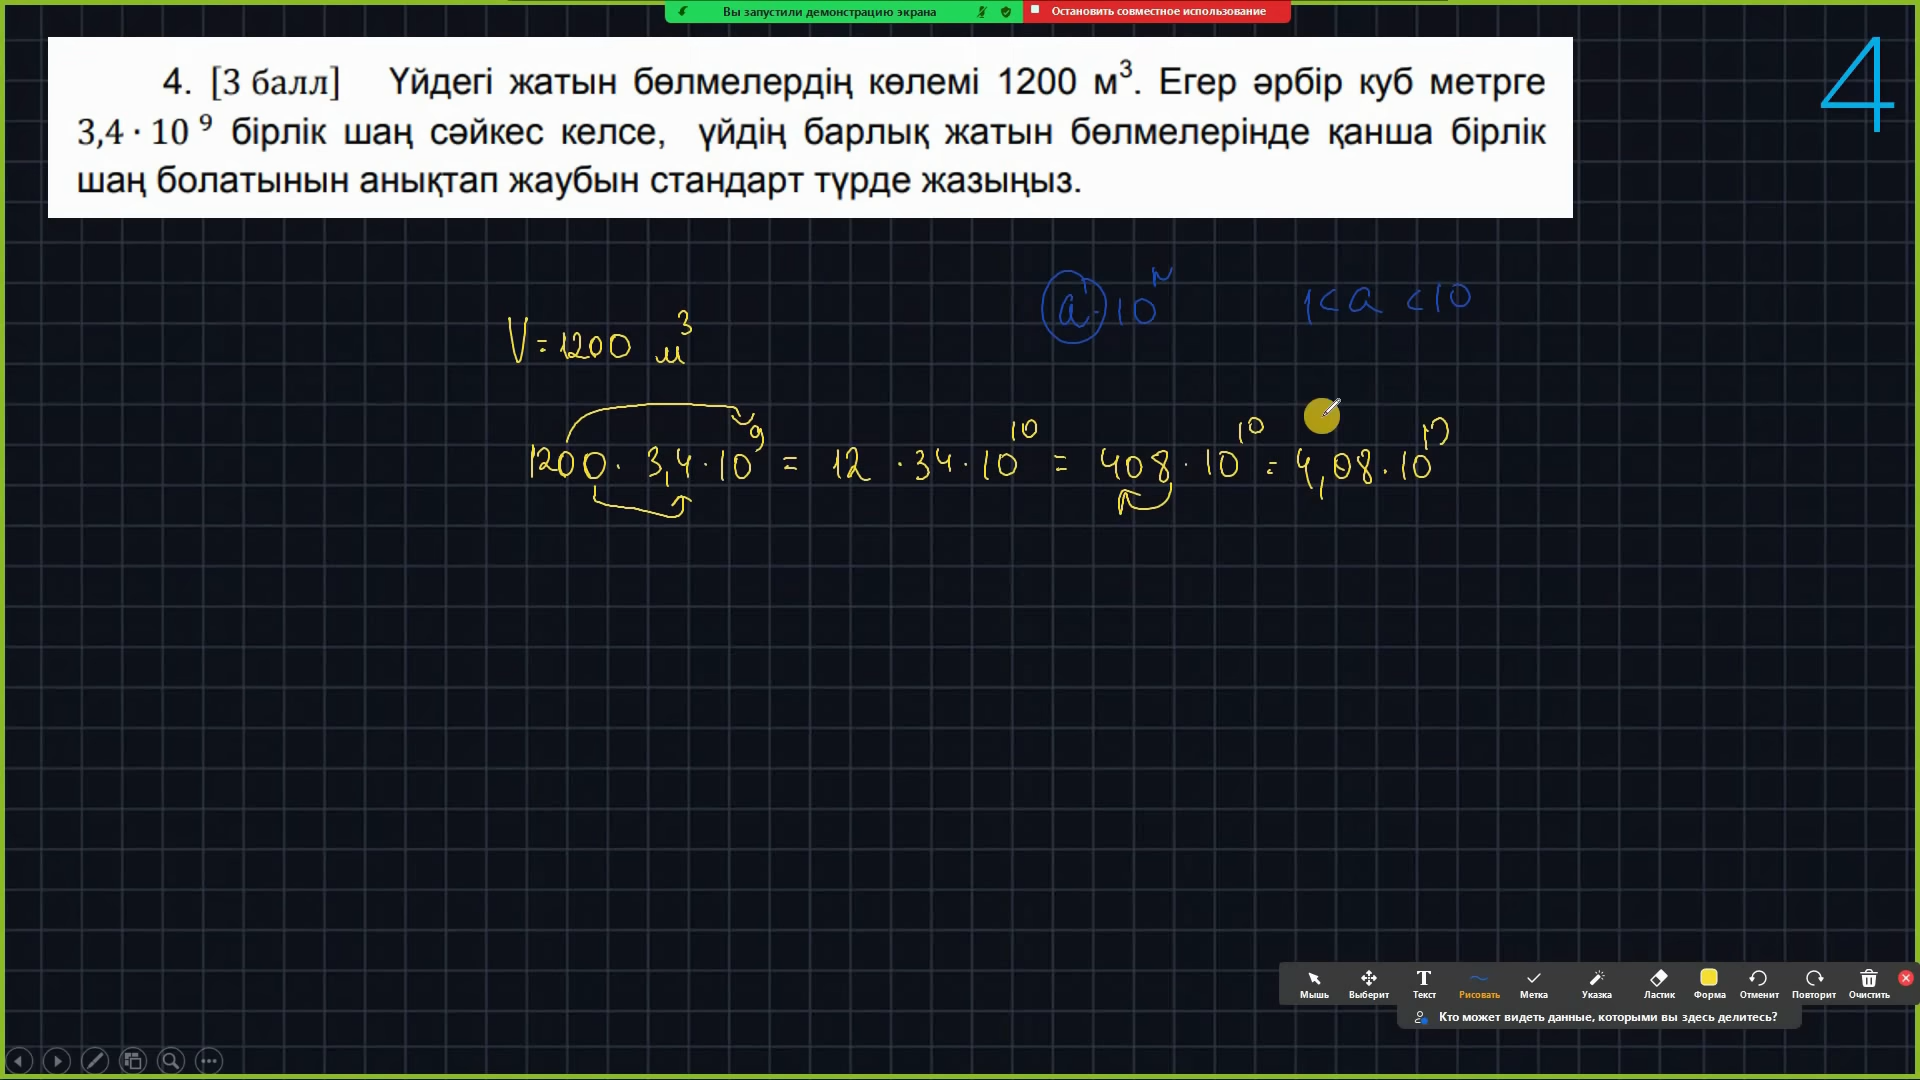 Вы запустили демонстрацию экрана
Остановить совместное использование
4
4. [3 балл] Үйдегі жатын бөлмелердің көлемі 1200 м³. Егер әрбір куб метрге
3,4 · 10 ⁹ бірлік шаң сәйкес келсе, үйдің барлық жатын бөлмелерінде қанша бірлік
шаң болатынын анықтап жаубын стандарт түрде жазыңыз.
a · 10ⁿ 1 < a < 10
V = 1200 м³
1200 · 3,4 · 10⁹ = 12 · 34 · 10¹⁰ = 408 · 10¹⁰ = 4,08 · 10
Мышь Выберит Текст Рисовать Метка Указка Ластик Форма Отменит Повторит Очистить
Кто может видеть данные, которыми вы здесь делитесь?